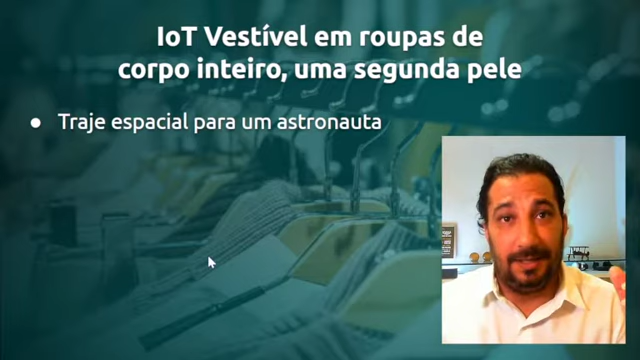 IoT Vestível em roupas de
corpo inteiro, uma segunda pele
● Traje espacial para um astronauta